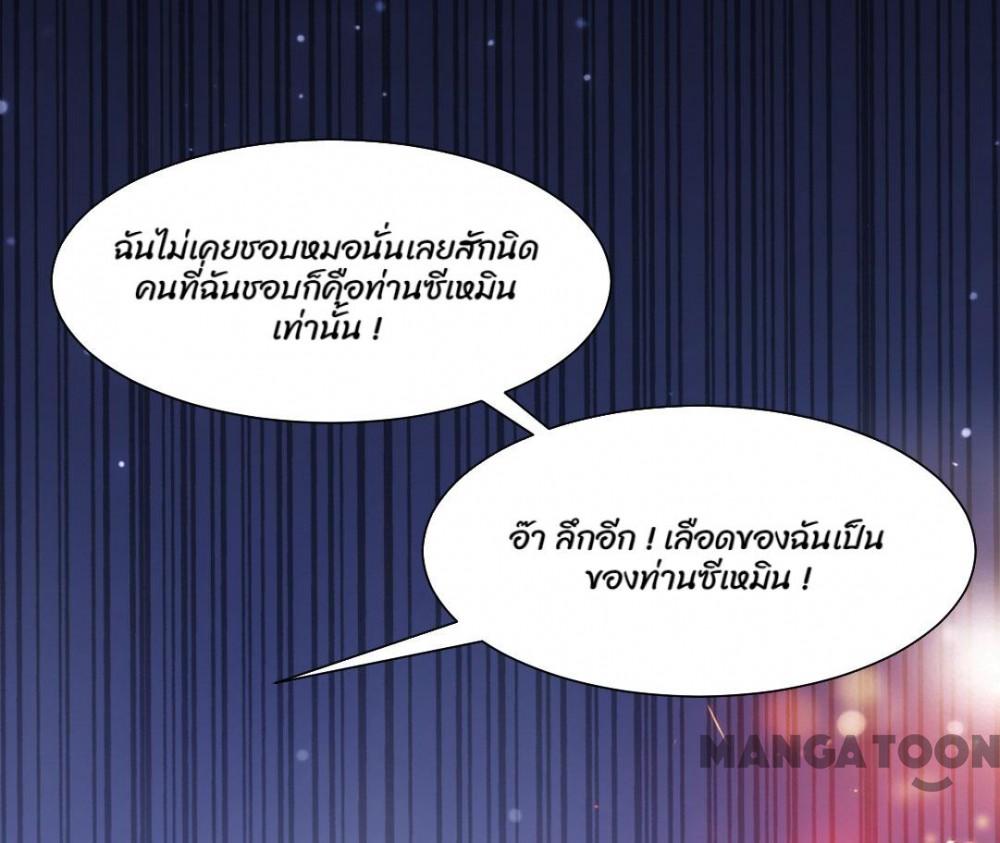 ฉันไม่เคยชอบหมอนั่นเลยสักนิด
คนที่ฉันชอบก็คือท่านซีเหมิน
เท่านั้น !
อ๊า ลึกอีก ! เลือดของฉันเป็น
ของท่านซีเหมิน !
MANGATOON